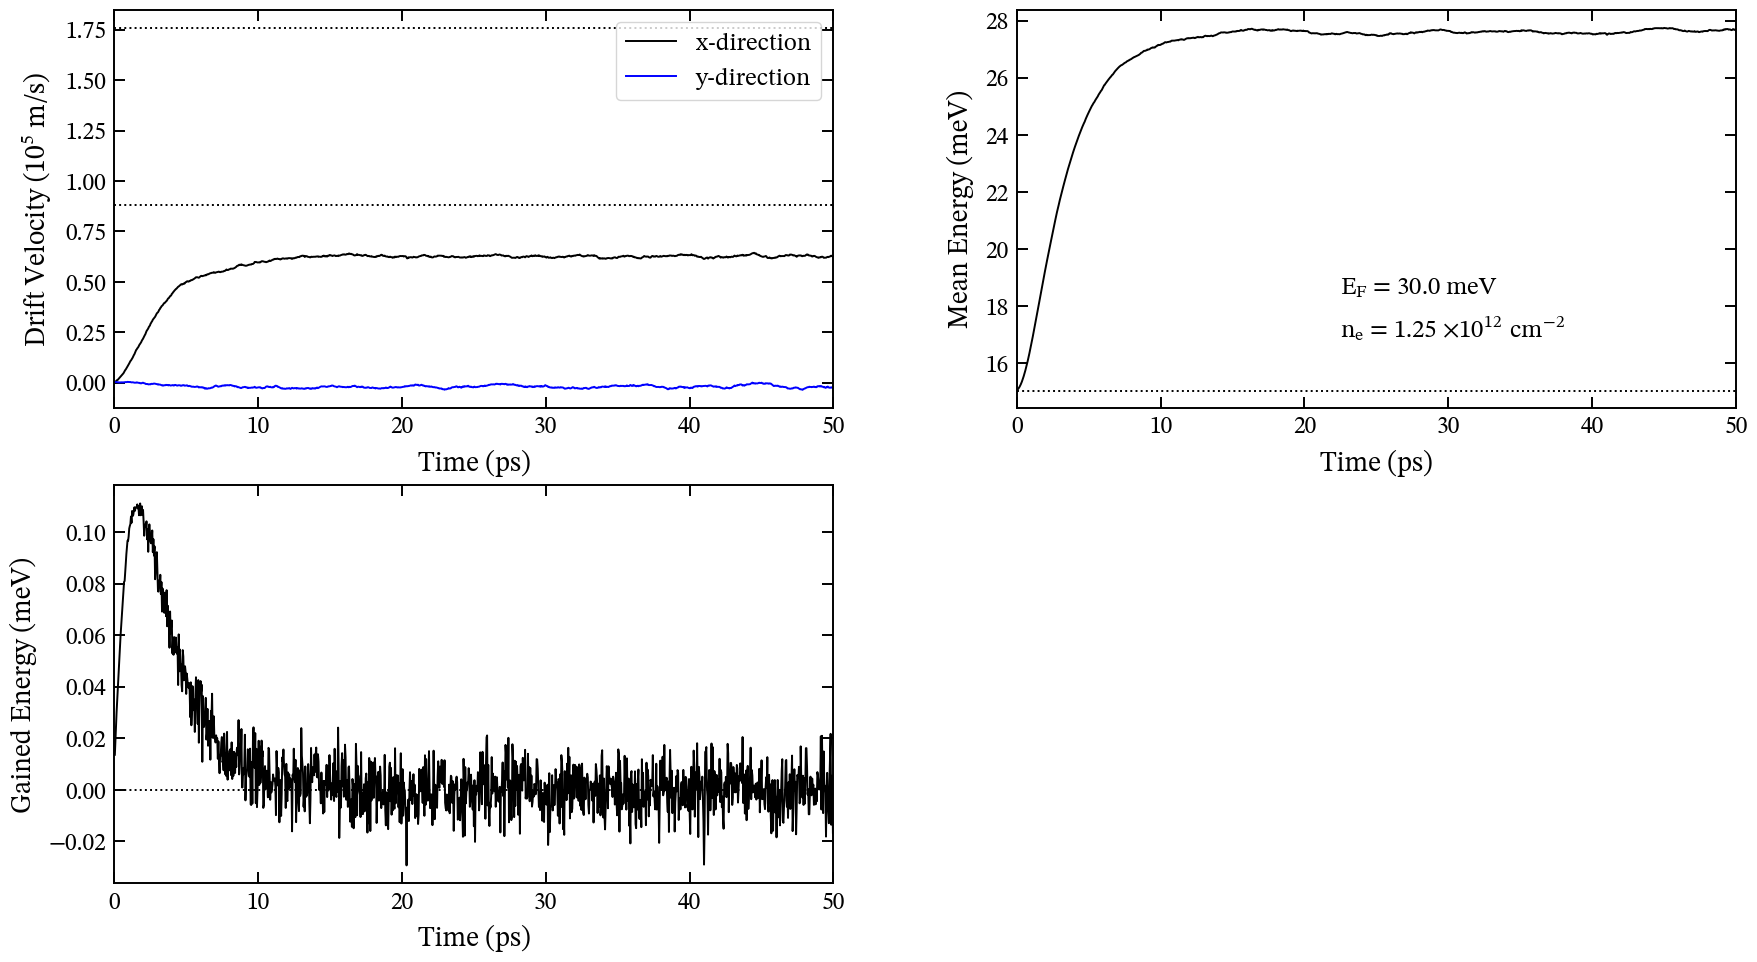 Drift Velocity (10⁵ m/s)
1.75
1.50
1.25
1.00
0.75
0.50
0.25
0.00
x-direction
y-direction
0 10 20 30 40 50
Time (ps)
Mean Energy (meV)
28
26
24
22
20
18
16
E_F = 30.0 meV
n_e = 1.25 ×10¹² cm⁻²
0 10 20 30 40 50
Time (ps)
Gained Energy (meV)
0.10
0.08
0.06
0.04
0.02
0.00
−0.02
0 10 20 30 40 50
Time (ps)